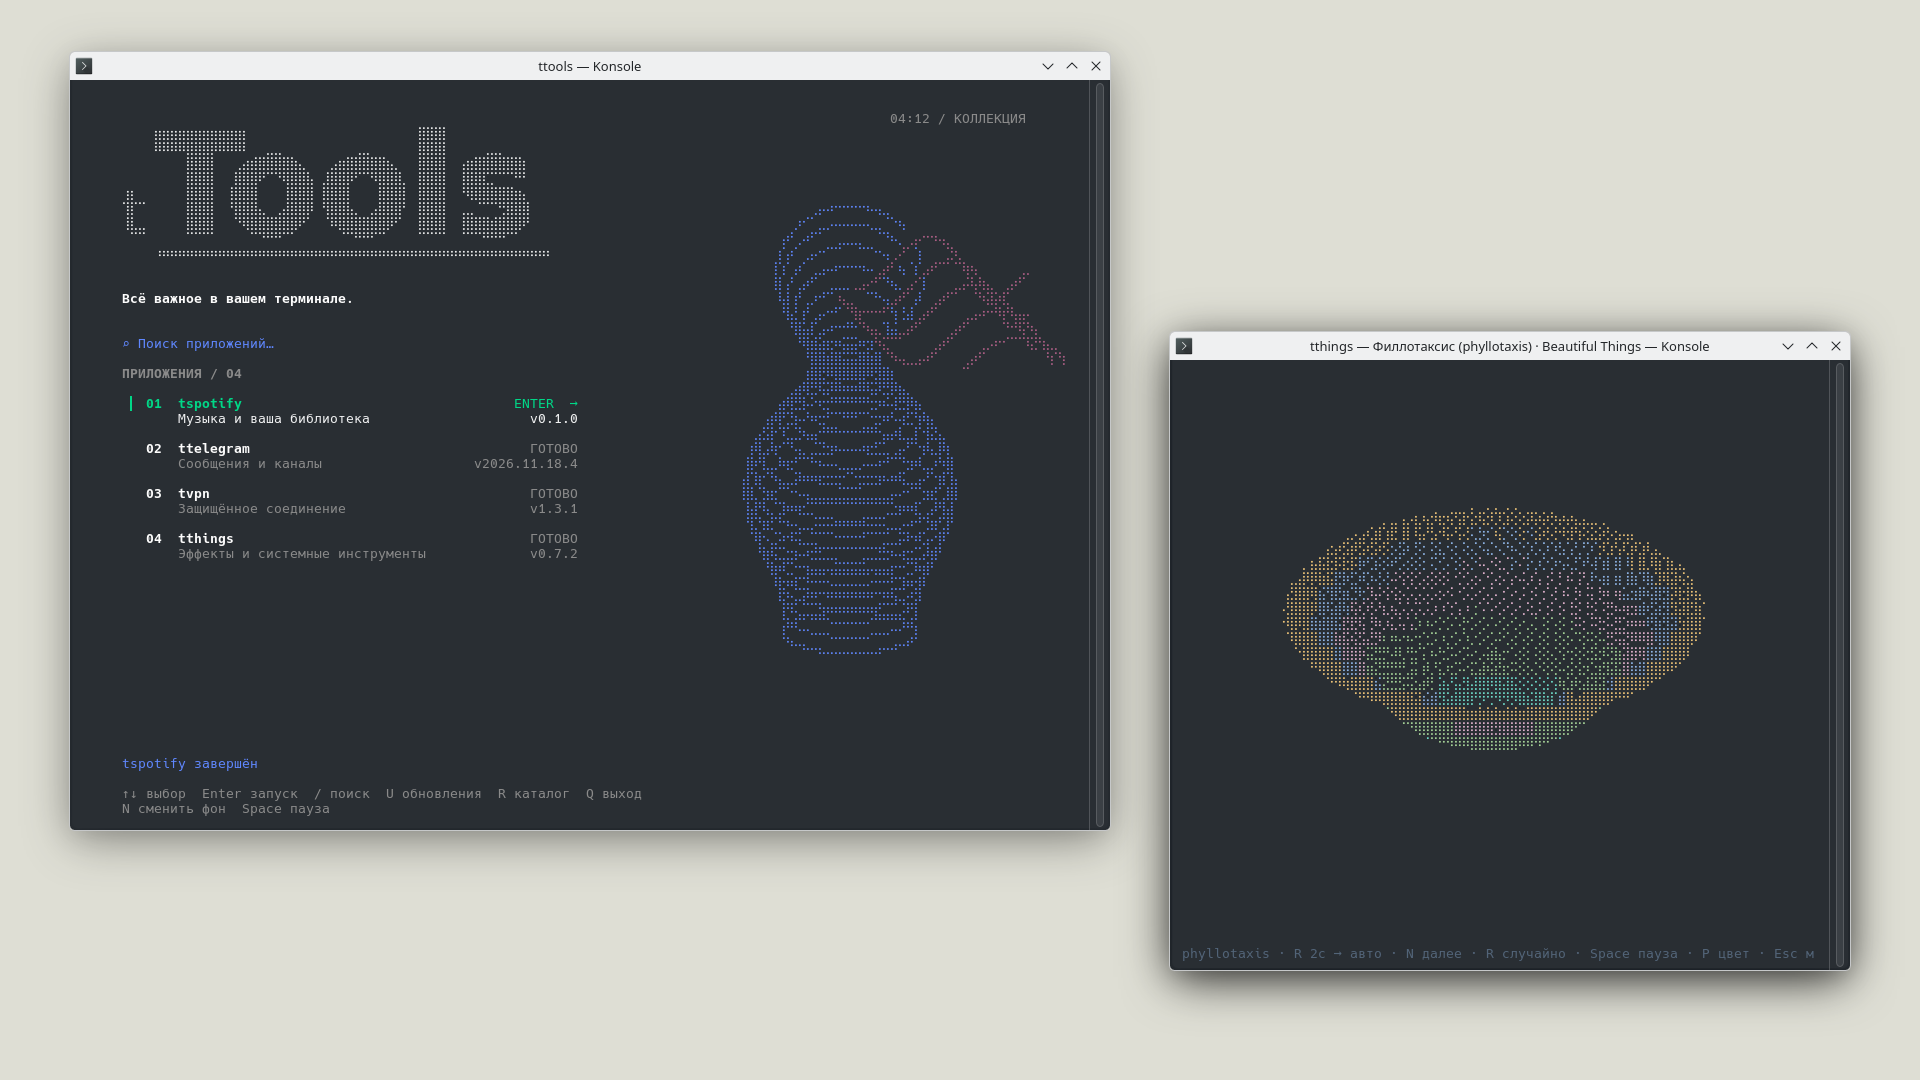 ttools — Konsole
04:12 / КОЛЛЕКЦИЯ
tTools
Всё важное в вашем терминале.
⌕ Поиск приложений…
ПРИЛОЖЕНИЯ / 04
01 tspotify ENTER →
Музыка и ваша библиотека v0.1.0
02 ttelegram ГОТОВО
Сообщения и каналы v2026.11.18.4
03 tvpn ГОТОВО
Защищённое соединение v1.3.1
04 tthings ГОТОВО
Эффекты и системные инструменты v0.7.2
tspotify завершён
↑↓ выбор Enter запуск / поиск U обновления R каталог Q выход
N сменить фон Space пауза
tthings — Филлотаксис (phyllotaxis) · Beautiful Things — Konsole
phyllotaxis · R 2с → авто · N далее · R случайно · Space пауза · P цвет · Esc м